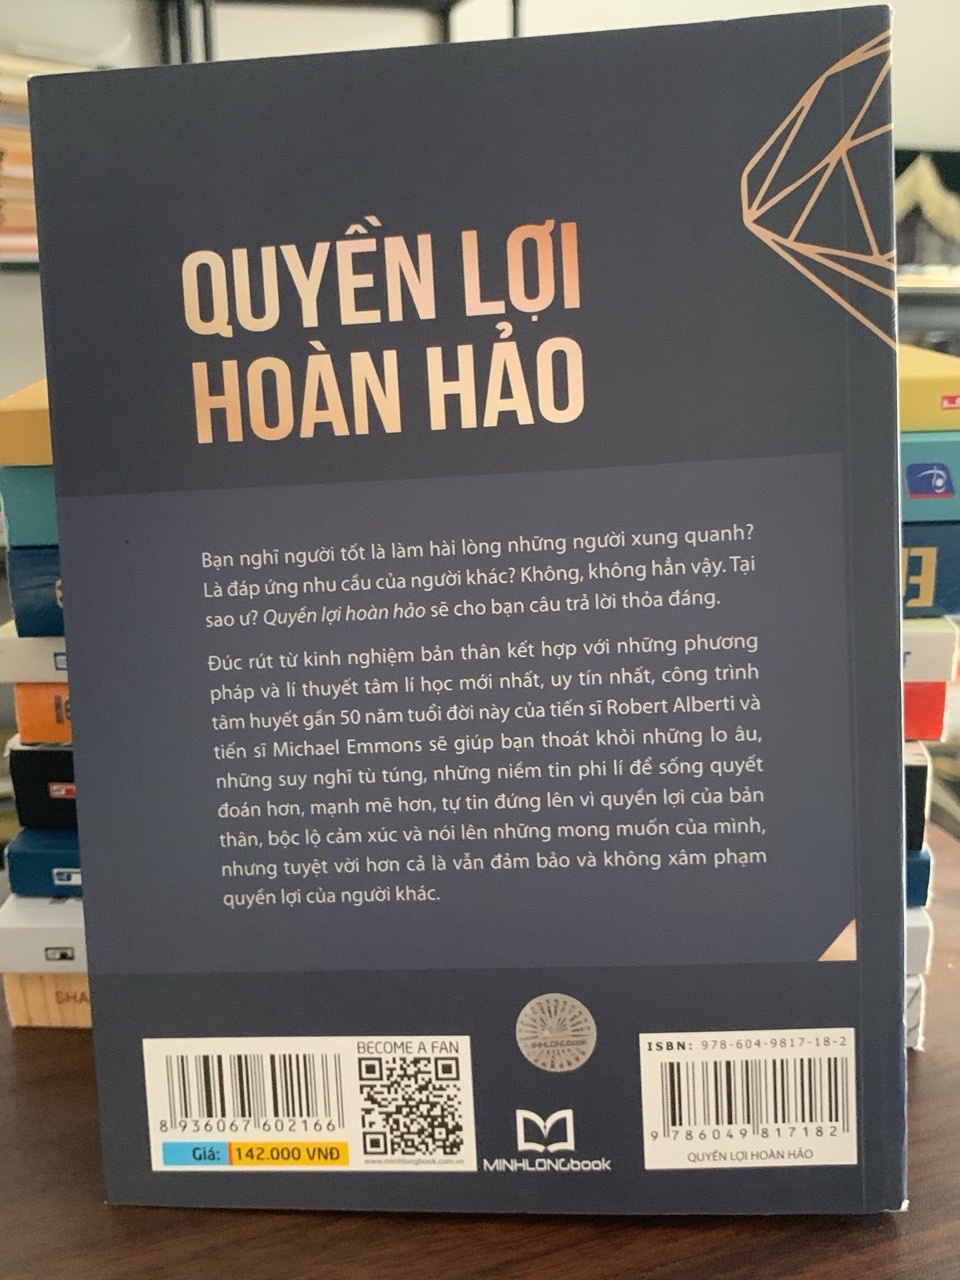 QUYỀN LỢI
HOÀN HẢO
Bạn nghĩ người tốt là làm hài lòng những người xung quanh?
Là đáp ứng nhu cầu của người khác? Không, không hẳn vậy. Tại
sao ư? Quyền lợi hoàn hảo sẽ cho bạn câu trả lời thỏa đáng.
Đúc rút từ kinh nghiệm bản thân kết hợp với những phương
pháp và lí thuyết tâm lí học mới nhất, uy tín nhất, công trình
tâm huyết gần 50 năm tuổi đời này của tiến sĩ Robert Alberti và
tiến sĩ Michael Emmons sẽ giúp bạn thoát khỏi những lo âu,
những suy nghĩ tù túng, những niềm tin phi lí để sống quyết
đoán hơn, mạnh mẽ hơn, tự tin đứng lên vì quyền lợi của bản
thân, bộc lộ cảm xúc và nói lên những mong muốn của mình,
nhưng tuyệt vời hơn cả là vẫn đảm bảo và không xâm phạm
quyền lợi của người khác.
SHA
BECOME A FAN
8 936067 602166
Giá: 142.000 VNĐ
www.minhlongbook.com.vn
MINHLONGbook
MINHLONGbook
ISBN: 978-604-9817-18-2
9 786049 817182
QUYỀN LỢI HOÀN HẢO